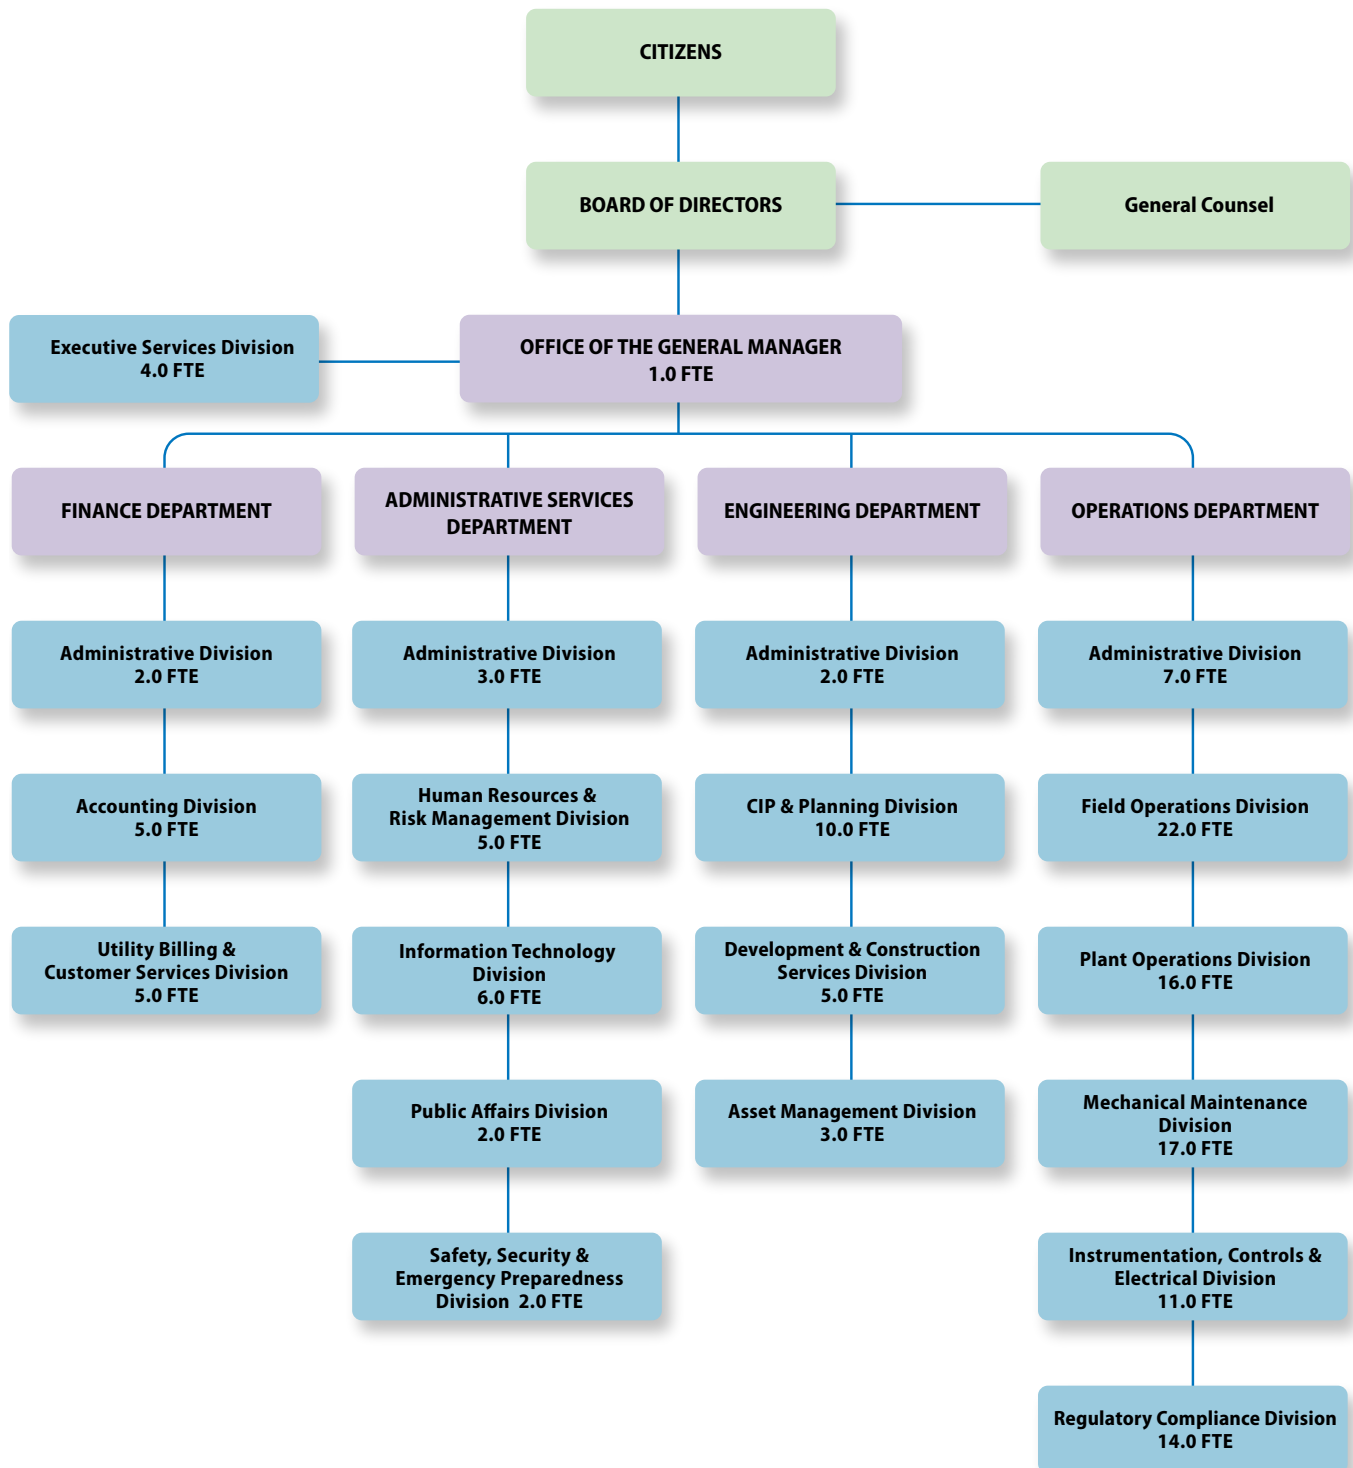 CITIZENS
BOARD OF DIRECTORS
General Counsel
Executive Services Division
4.0 FTE
OFFICE OF THE GENERAL MANAGER
1.0 FTE
FINANCE DEPARTMENT
ADMINISTRATIVE SERVICES
DEPARTMENT
ENGINEERING DEPARTMENT
OPERATIONS DEPARTMENT
Administrative Division
2.0 FTE
Administrative Division
3.0 FTE
Administrative Division
2.0 FTE
Administrative Division
7.0 FTE
Accounting Division
5.0 FTE
Human Resources &
Risk Management Division
5.0 FTE
CIP & Planning Division
10.0 FTE
Field Operations Division
22.0 FTE
Utility Billing &
Customer Services Division
5.0 FTE
Information Technology
Division
6.0 FTE
Development & Construction
Services Division
5.0 FTE
Plant Operations Division
16.0 FTE
Public Affairs Division
2.0 FTE
Asset Management Division
3.0 FTE
Mechanical Maintenance
Division
17.0 FTE
Safety, Security &
Emergency Preparedness
Division 2.0 FTE
Instrumentation, Controls &
Electrical Division
11.0 FTE
Regulatory Compliance Division
14.0 FTE